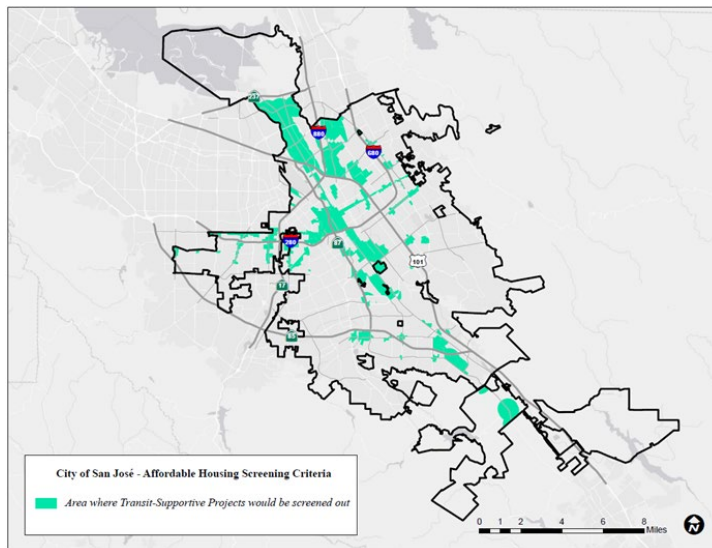 237
880
680
280
87
101
17
85
City of San José - Affordable Housing Screening Criteria
Area where Transit-Supportive Projects would be screened out
0 1 2 4 6 8
Miles
N